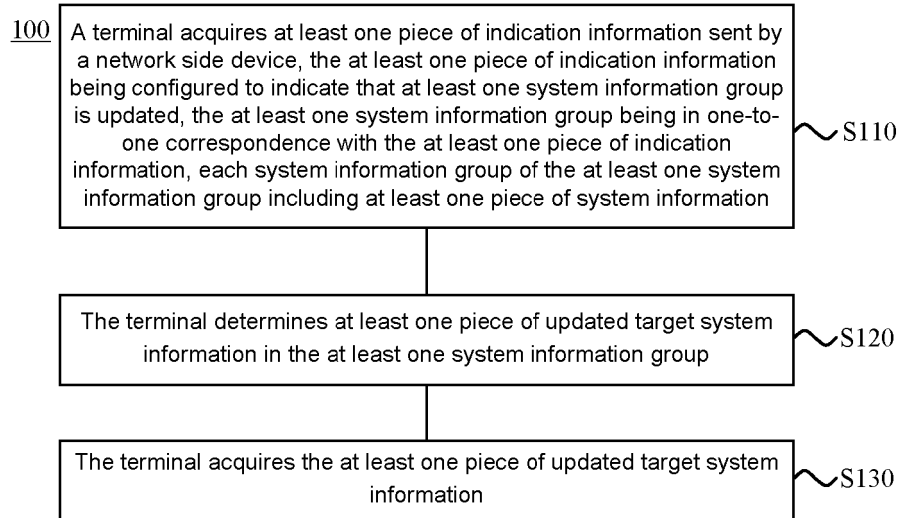 100
A terminal acquires at least one piece of indication information sent by
a network side device, the at least one piece of indication information
being configured to indicate that at least one system information group
is updated, the at least one system information group being in one-to-
one correspondence with the at least one piece of indication
information, each system information group of the at least one system
information group including at least one piece of system information
S110
The terminal determines at least one piece of updated target system
information in the at least one system information group
S120
The terminal acquires the at least one piece of updated target system
information
S130